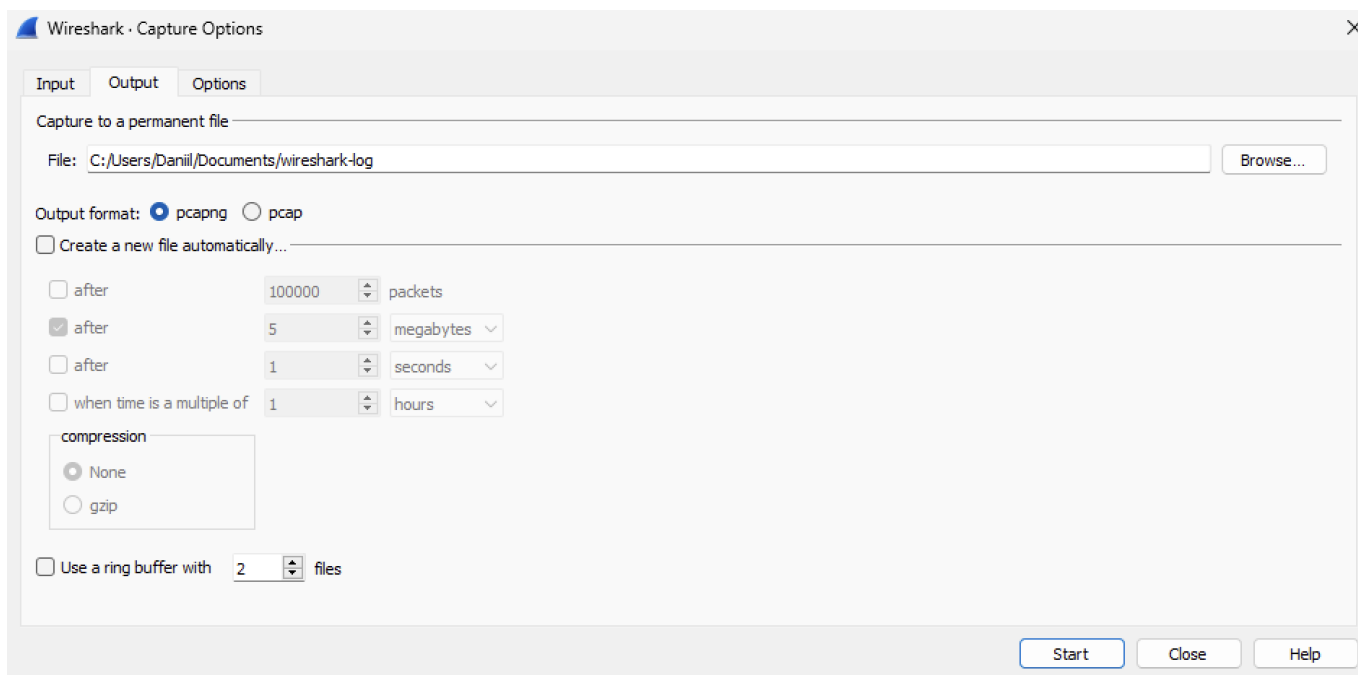 Wireshark · Capture Options
Input Output Options
Capture to a permanent file
File: C:/Users/Daniil/Documents/wireshark-log Browse...
Output format: pcapng pcap
Create a new file automatically...
after 100000 packets
after 5 megabytes
after 1 seconds
when time is a multiple of 1 hours
compression
None
gzip
Use a ring buffer with 2 files
Start Close Help